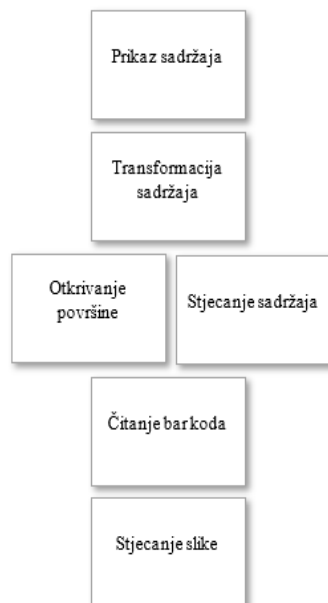 Prikaz sadržaja
Transformacija
sadržaja
Otkrivanje
površine
Stjecanje sadržaja
Čitanje bar koda
Stjecanje slike